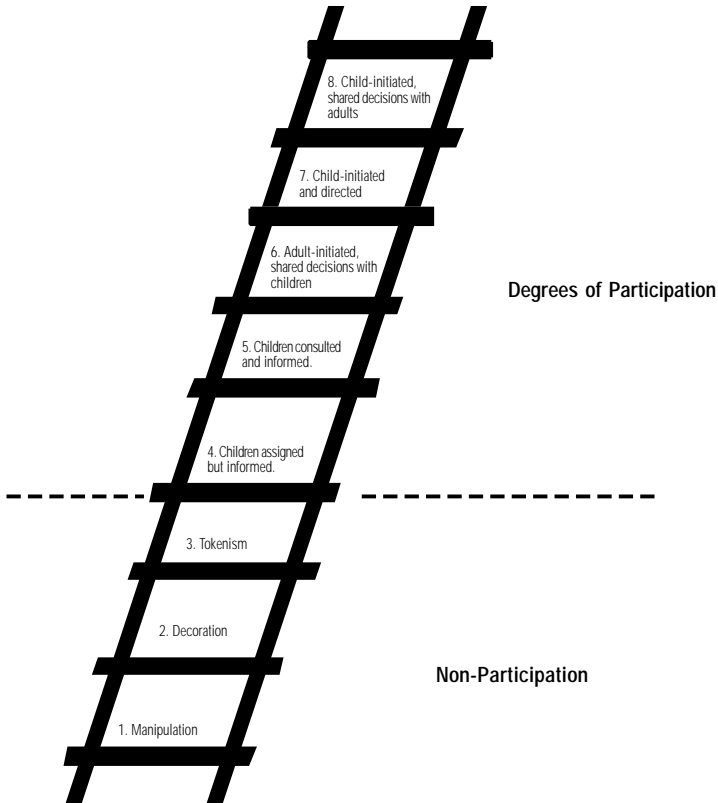 8. Child-initiated,
shared decisions with
adults
7. Child-initiated
and directed
6. Adult-initiated,
shared decisions with
children
Degrees of Participation
5. Children consulted
and informed.
4. Children assigned
but informed.
3. Tokenism
2. Decoration
Non-Participation
1. Manipulation